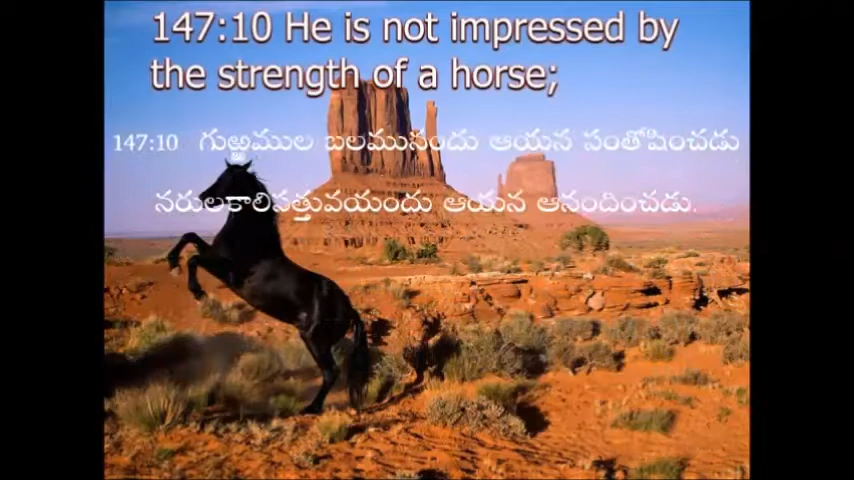 147:10 He is not impressed by
the strength of a horse;
147:10 గుఱ్ఱముల బలమునందు ఆయన సంతోషించడు
నరులకాలిసత్తువయందు ఆయన ఆనందించడు.